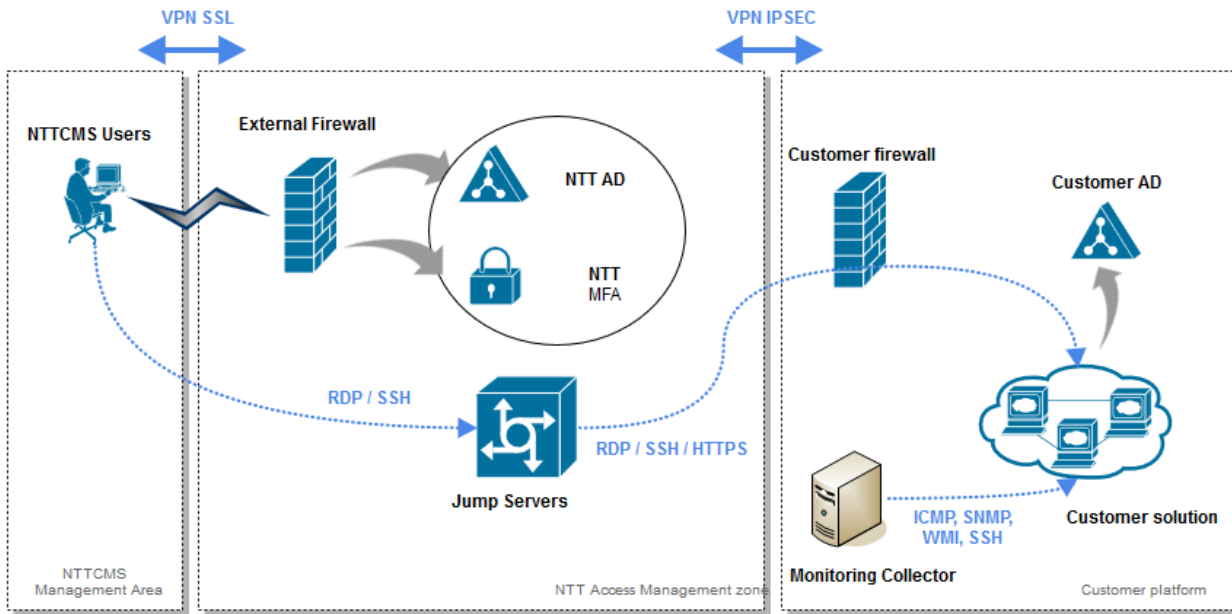 VPN SSL
VPN IPSEC
NTTCMS Users
External Firewall
NTT AD
NTT
MFA
Customer firewall
Customer AD
RDP / SSH
RDP / SSH / HTTPS
Jump Servers
ICMP, SNMP,
WMI, SSH
Customer solution
Monitoring Collector
NTTCMS
Management Area
NTT Access Management zone
Customer platform